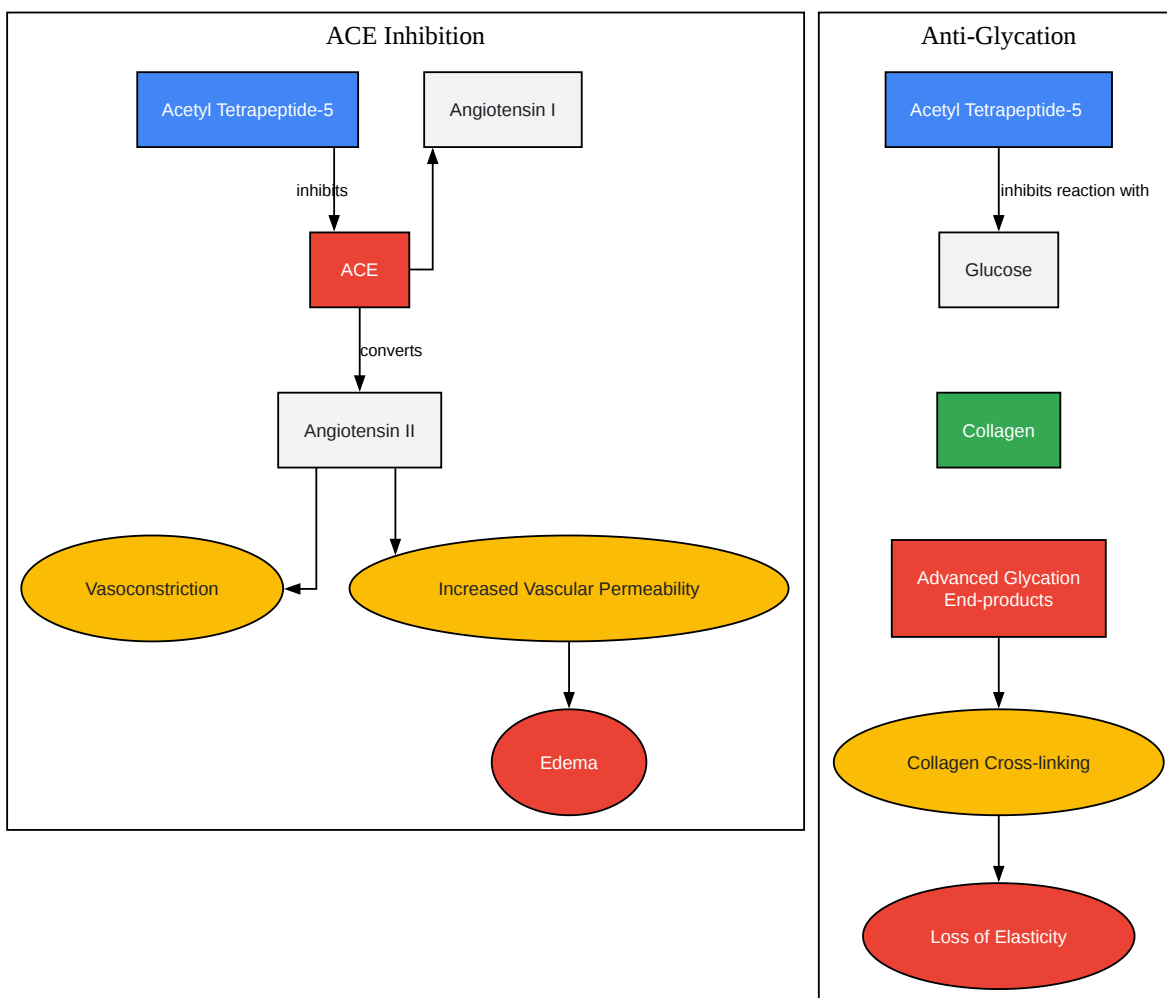 ACE Inhibition
Acetyl Tetrapeptide-5
Angiotensin I
inhibits
ACE
converts
Angiotensin II
Vasoconstriction
Increased Vascular Permeability
Edema
Anti-Glycation
Acetyl Tetrapeptide-5
inhibits reaction with
Glucose
Collagen
Advanced Glycation
End-products
Collagen Cross-linking
Loss of Elasticity